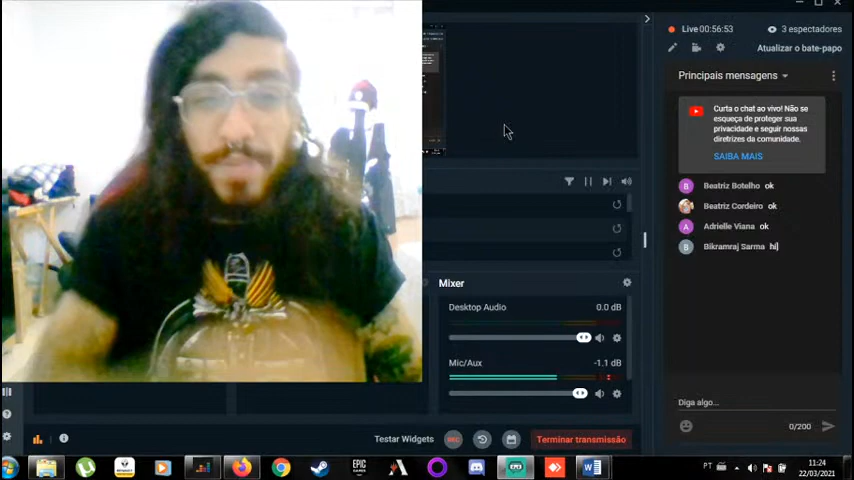 Live 00:56:53
3 espectadores
Atualizar o bate-papo
Principais mensagens
Curta o chat ao vivo! Não se
esqueça de proteger sua
privacidade e seguir nossas
diretrizes da comunidade.
SAIBA MAIS
Beatriz Botelho ok
Beatriz Cordeiro ok
Adrielle Viana ok
Bikramraj Sarma hi
Mixer
Desktop Audio 0.0 dB
Mic/Aux -1.1 dB
Diga algo...
0/200
Testar Widgets
REC
Terminar transmissão
EPIC
GAMES
PT
11:24
22/03/2021